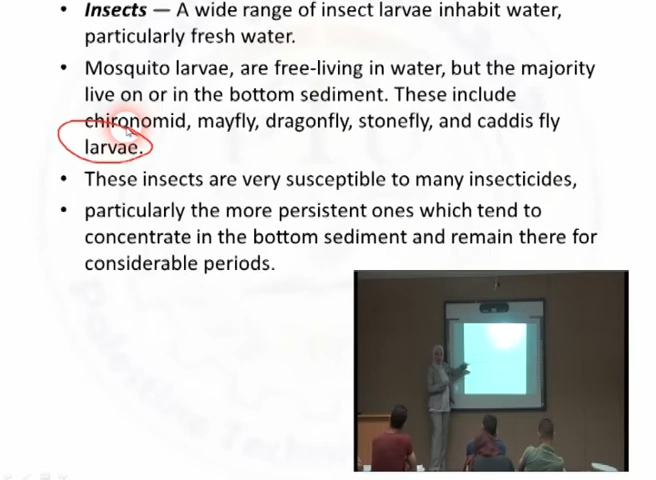 • Insects — A wide range of insect larvae inhabit water,
particularly fresh water.
• Mosquito larvae, are free-living in water, but the majority
live on or in the bottom sediment. These include
chironomid, mayfly, dragonfly, stonefly, and caddis fly
larvae.
• These insects are very susceptible to many insecticides,
• particularly the more persistent ones which tend to
concentrate in the bottom sediment and remain there for
considerable periods.